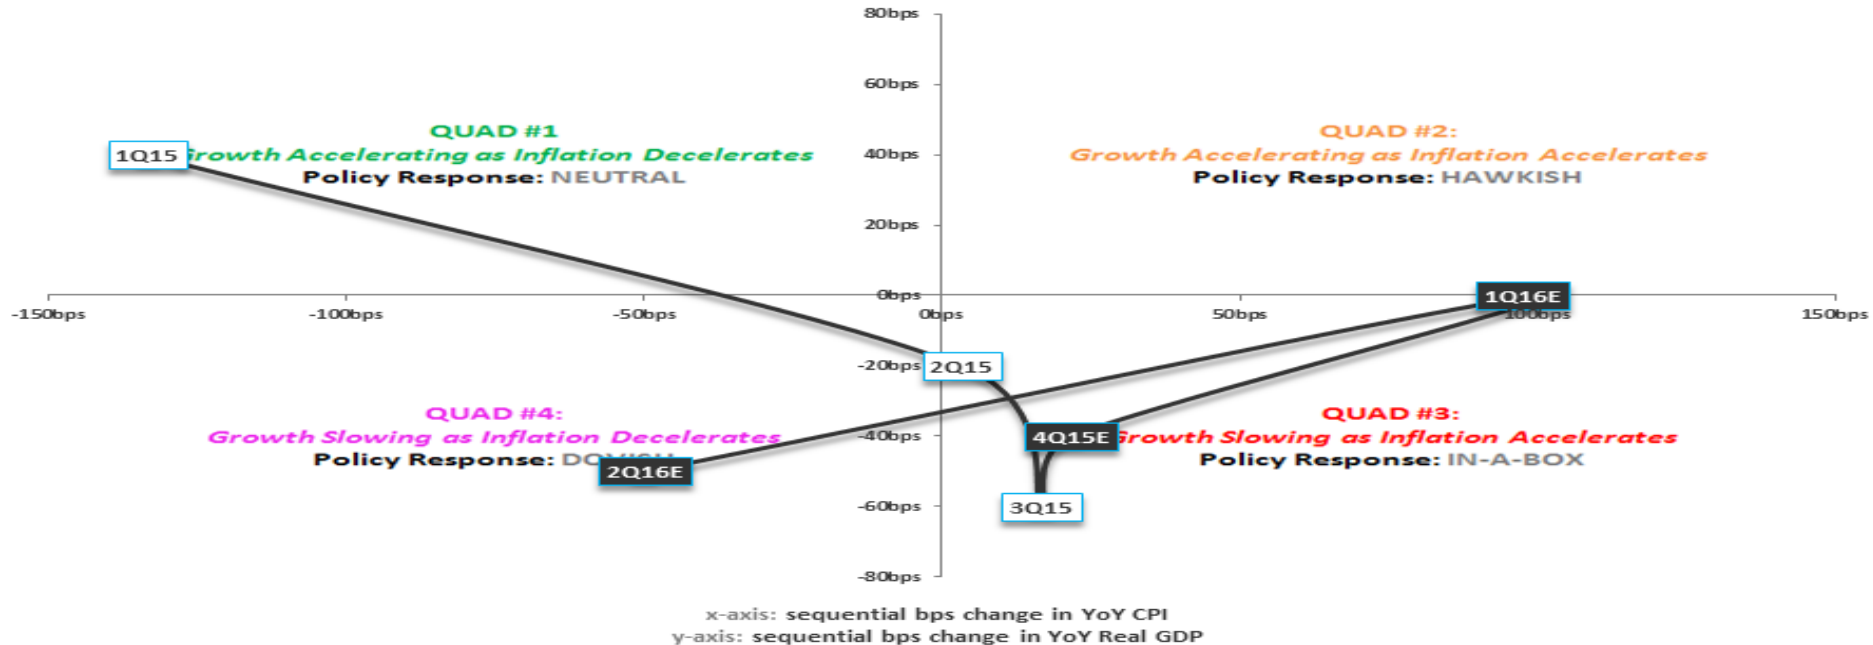 80bps
60bps
QUAD #1
QUAD #2:
1Q15
Growth Accelerating as Inflation Decelerates
40bps
Growth Accelerating as Inflation Accelerates
Policy Response: NEUTRAL
Policy Response: HAWKISH
20bps
0bps
1Q16E
-150bps
-100bps
-50bps
0bps
50bps
100bps
150bps
-20bps
2Q15
QUAD #4:
QUAD #3:
Growth Slowing as Inflation Decelerates
-40bps
4Q15E
Growth Slowing as Inflation Accelerates
Policy Response: DOVISH
Policy Response: IN-A-BOX
2Q16E
-60bps
3Q15
-80bps
x-axis: sequential bps change in YoY CPI
y-axis: sequential bps change in YoY Real GDP